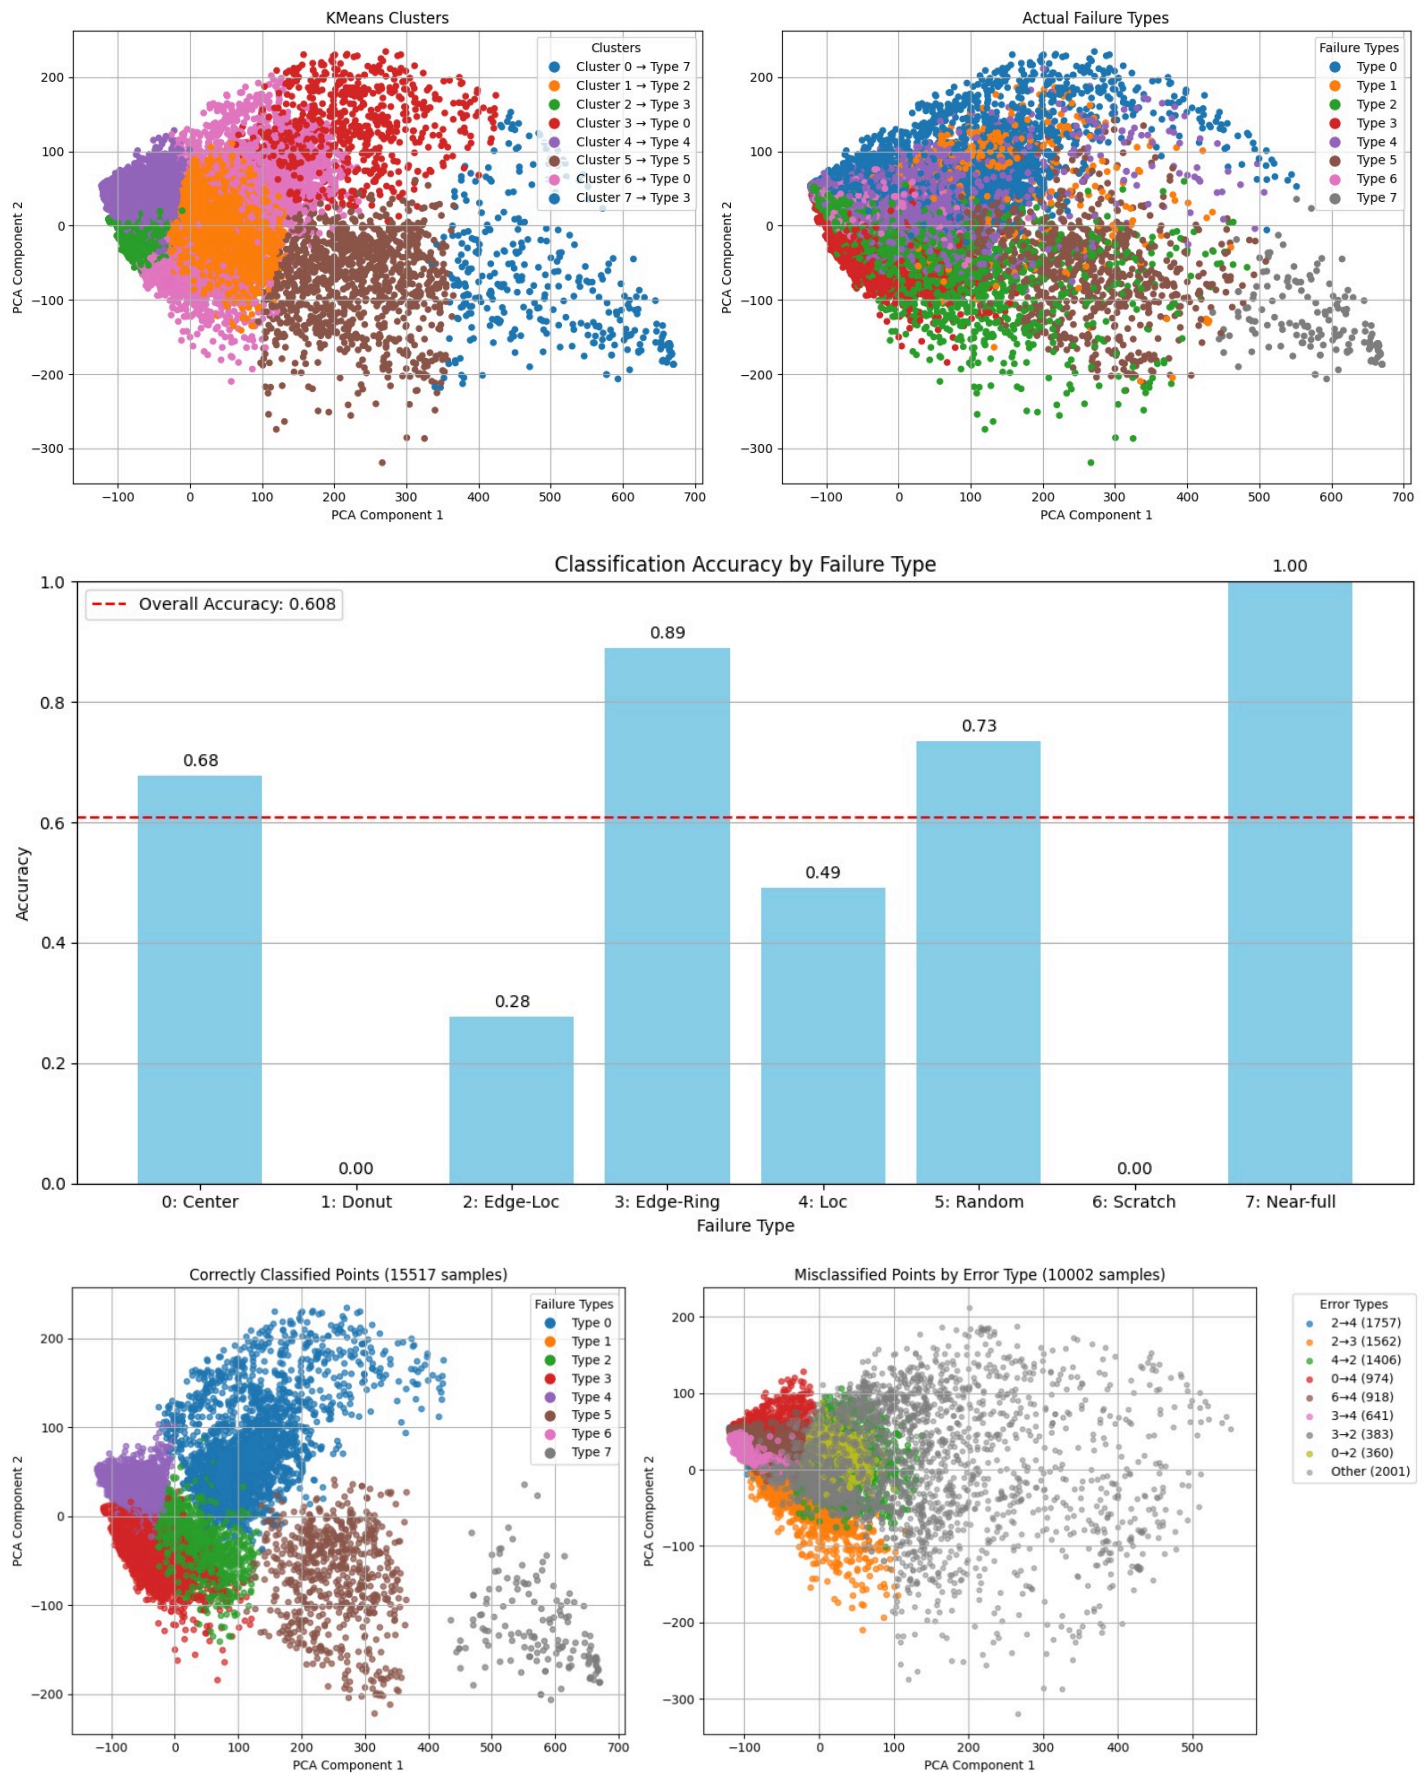 KMeans Clusters
Clusters
Cluster 0 → Type 7
Cluster 1 → Type 2
Cluster 2 → Type 3
Cluster 3 → Type 0
Cluster 4 → Type 4
Cluster 5 → Type 5
Cluster 6 → Type 0
Cluster 7 → Type 3
PCA Component 2
200
100
0
−100
−200
−300
−100 0 100 200 300 400 500 600 700
PCA Component 1
Actual Failure Types
Failure Types
Type 0
Type 1
Type 2
Type 3
Type 4
Type 5
Type 6
Type 7
PCA Component 2
200
100
0
−100
−200
−300
−100 0 100 200 300 400 500 600 700
PCA Component 1
Classification Accuracy by Failure Type
Overall Accuracy: 0.608
Accuracy
1.0
0.8
0.6
0.4
0.2
0.0
0.68
0.00
0.28
0.89
0.49
0.73
0.00
1.00
0: Center 1: Donut 2: Edge-Loc 3: Edge-Ring 4: Loc 5: Random 6: Scratch 7: Near-full
Failure Type
Correctly Classified Points (15517 samples)
Failure Types
Type 0
Type 1
Type 2
Type 3
Type 4
Type 5
Type 6
Type 7
PCA Component 2
200
100
0
−100
−200
−100 0 100 200 300 400 500 600 700
PCA Component 1
Misclassified Points by Error Type (10002 samples)
PCA Component 2
200
100
0
−100
−200
−300
−100 0 100 200 300 400 500
PCA Component 1
Error Types
2→4 (1757)
2→3 (1562)
4→2 (1406)
0→4 (974)
6→4 (918)
3→4 (641)
3→2 (383)
0→2 (360)
Other (2001)